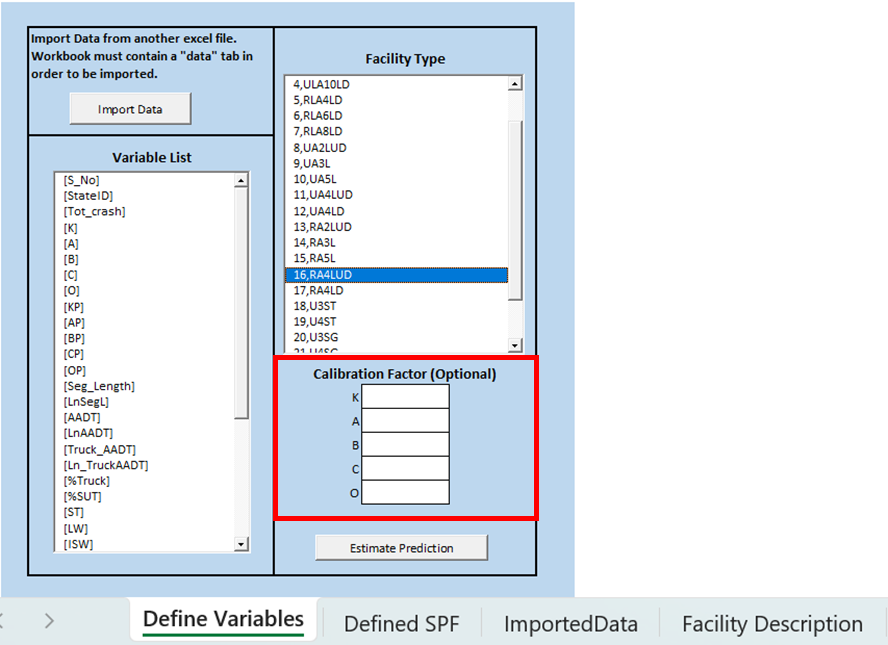 Import Data from another excel file.
Workbook must contain a "data" tab in
order to be imported.
Import Data
Variable List
[S_No]
[StateID]
[Tot_crash]
[K]
[A]
[B]
[C]
[O]
[KP]
[AP]
[BP]
[CP]
[OP]
[Seg_Length]
[LnSegL]
[AADT]
[LnAADT]
[Truck_AADT]
[Ln_TruckAADT]
[%Truck]
[%SUT]
[ST]
[LW]
[ISW]
Facility Type
4,ULA10LD
5,RLA4LD
6,RLA6LD
7,RLA8LD
8,UA2LUD
9,UA3L
10,UA5L
11,UA4LUD
12,UA4LD
13,RA2LUD
14,RA3L
15,RA5L
16,RA4LUD
17,RA4LD
18,U3ST
19,U4ST
20,U3SG
21,U4SG
Calibration Factor (Optional)
K
A
B
C
O
Estimate Prediction
Define Variables
Defined SPF
ImportedData
Facility Description